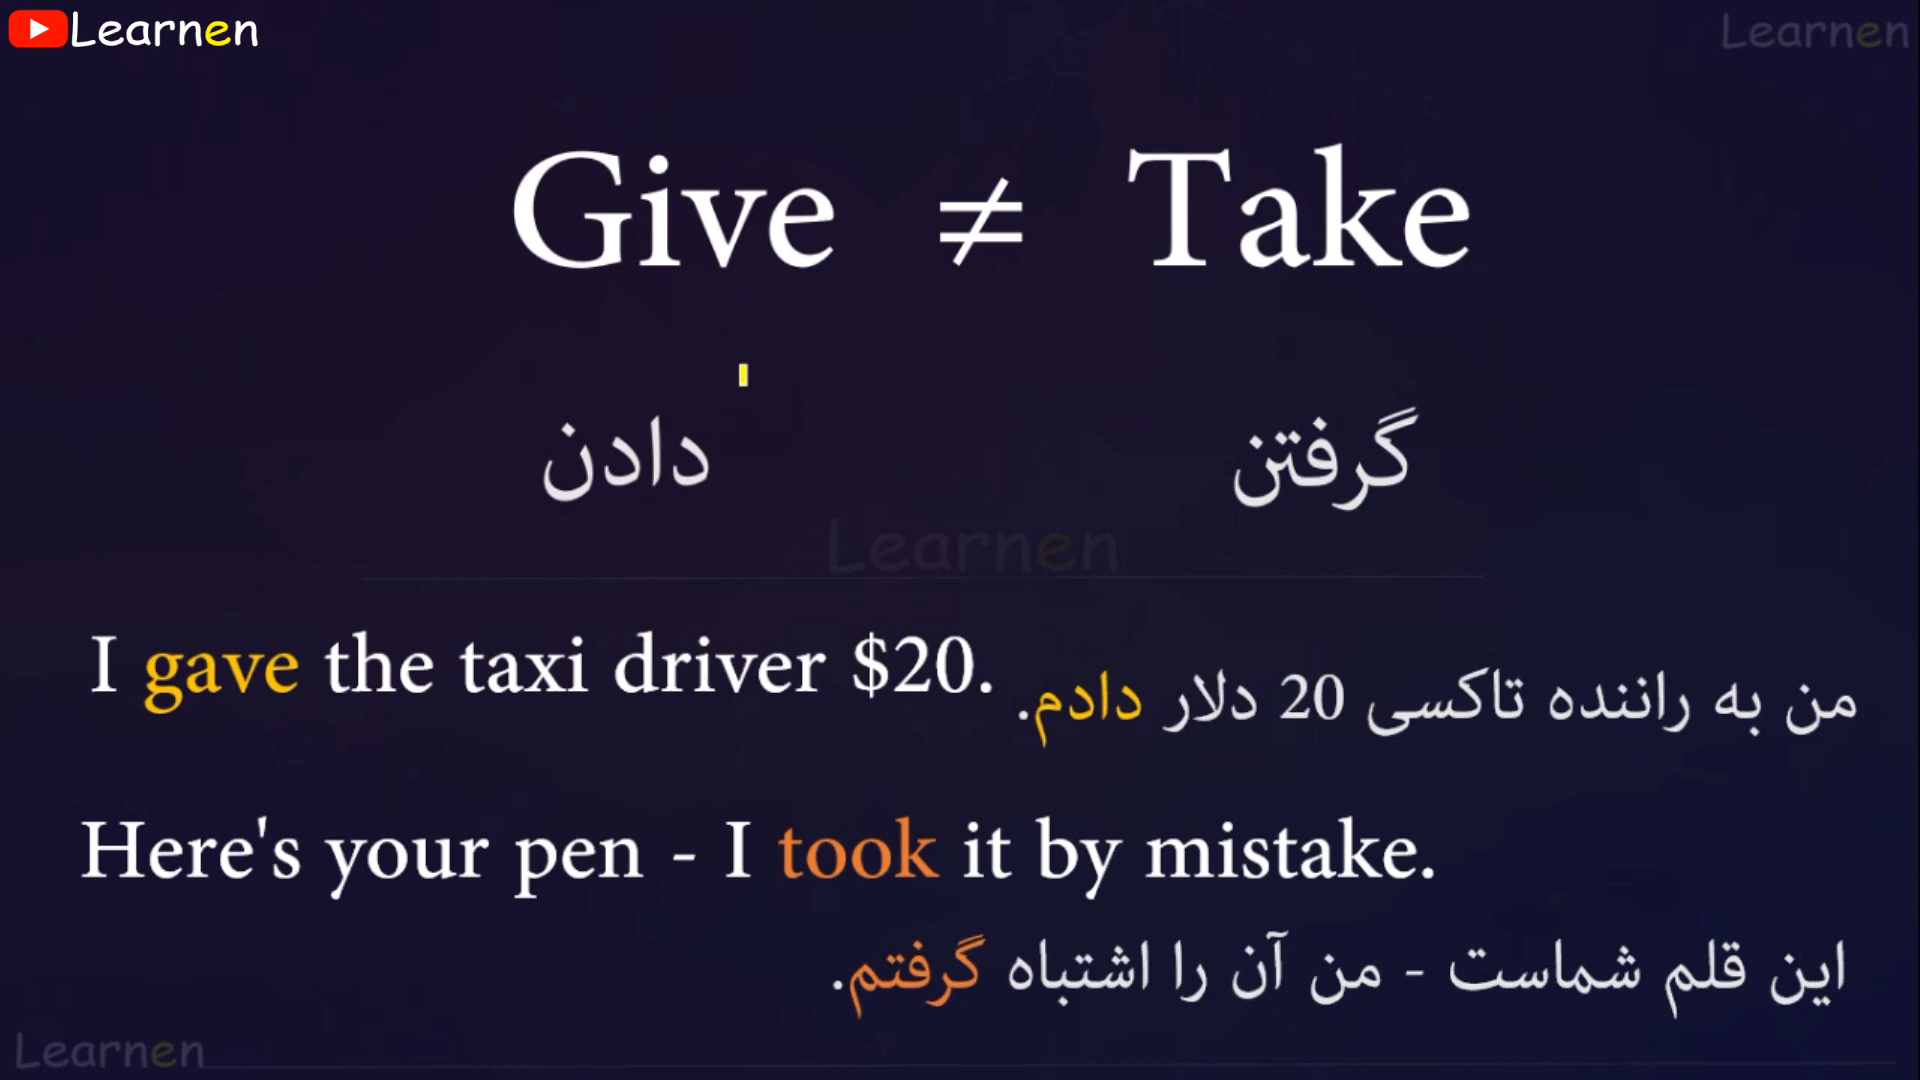 Learnen
Learnen
Give ≠ Take
دادن
گرفتن
Learnen
I gave the taxi driver $20.
من به راننده تاکسی 20 دلار دادم.
Here's your pen - I took it by mistake.
این قلم شماست - من آن را اشتباه گرفتم.
Learnen